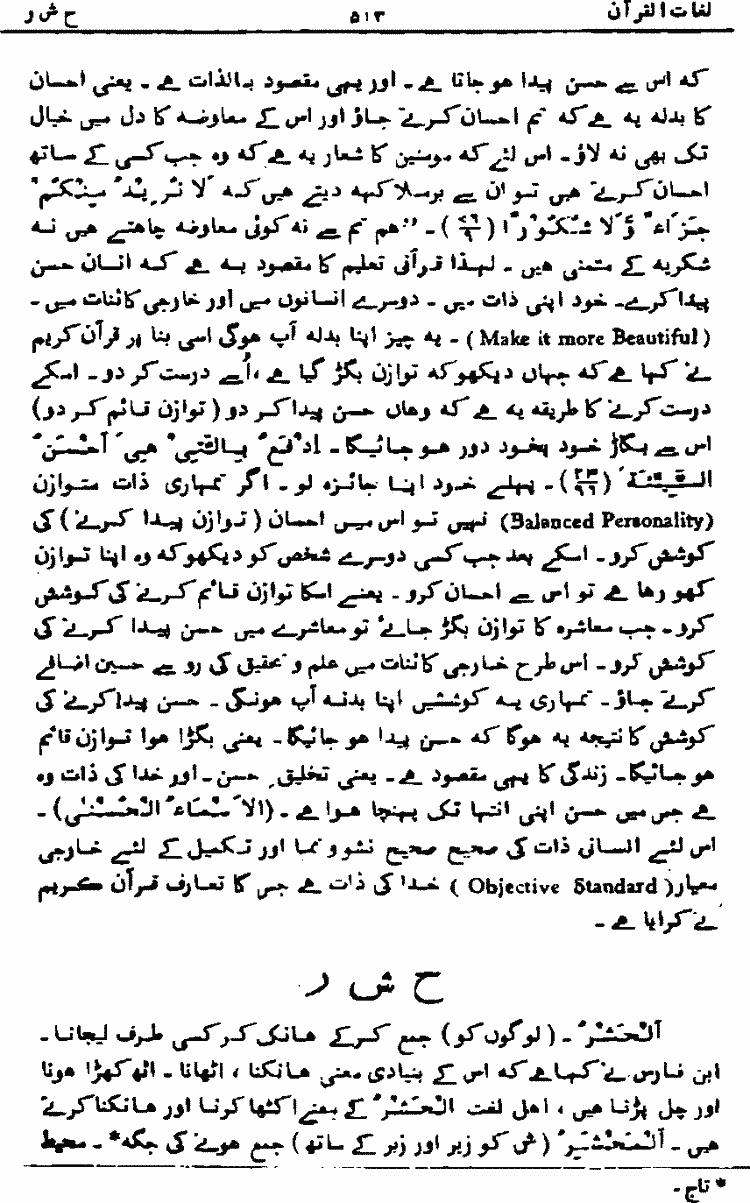 لغات القرآن ۵۱۳ ح ش ر
کہ اس سے حسن پیدا ہو جاتا ہے۔ اور یہی مقصود بالذات ہے۔ یعنی احسان
کا بدلہ یہ ہے کہ تم احسان کرتے جاؤ اور اس کے معاوضہ کا دل میں خیال
تک بھی نہ لاؤ۔ اس لئے کہ مومنین کا شعار یہ ہے کہ وہ جب کسی کے ساتھ
احسان کرتے ہیں تو ان سے برملا کہہ دیتے ہیں کہ لَا نُرِیْدُ مِنْکُمْ
جَزَاءً وَّلَا شُکُوْرًا (۷۶/۹)۔ ''ہم تم سے نہ کوئی معاوضہ چاہتے ہیں نہ
شکریہ کے متمنی ہیں۔ لہذا قرآنی تعلیم کا مقصود یہ ہے کہ انسان حسن
پیدا کرے۔ خود اپنی ذات میں۔ دوسرے انسانوں میں اور خارجی کائنات میں۔
(Make it more Beautiful)۔ یہ چیز اپنا بدلہ آپ ہوگی اسی بنا پر قرآن کریم
نے کہا ہے کہ جہاں دیکھو کہ توازن بگڑ گیا ہے، اُسے درست کر دو۔ اسکے
درست کرنے کا طریقہ یہ ہے کہ وہاں حسن پیدا کر دو (توازن قائم کر دو)
اس سے بگاڑ خود بخود دور ہو جائیگا۔ اِدْفَعْ بِالَّتِیْ ہِیَ اَحْسَنُ
السَّیِّئَۃَ (۲۳/۹۶)۔ پہلے خود اپنا جائزہ لو۔ اگر تمہاری ذات متوازن
(Balanced Personality) نہیں تو اس میں احسان (توازن پیدا کرنے) کی
کوشش کرو۔ اسکے بعد جب کسی دوسرے شخص کو دیکھو کہ وہ اپنا توازن
کھو رہا ہے تو اس سے احسان کرو۔ یعنے اسکا توازن قائم کرنے کی کوشش
کرو۔ جب معاشرہ کا توازن بگڑ جائے تو معاشرے میں حسن پیدا کرنے کی
کوشش کرو۔ اس طرح خارجی کائنات میں علم و تحقیق کی رو سے حسین اضافے
کرتے جاؤ۔ تمہاری یہ کوششیں اپنا بدلہ آپ ہونگی۔ حسن پیدا کرنے کی
کوشش کا نتیجہ یہ ہوگا کہ حسن پیدا ہو جائیگا۔ یعنی بگڑا ہوا توازن قائم
ہو جائیگا۔ زندگی کا یہی مقصود ہے۔ یعنی تخلیقِ حسن۔ اور خدا کی ذات وہ
ہے جس میں حسن اپنی انتہا تک پہنچا ہوا ہے۔ (الْاَسْمَاءُ الْحُسْنٰی)۔
اس لئے انسانی ذات کی صحیح صحیح نشو و نما اور تکمیل کے لئے خارجی
معیار (Objective Standard) خدا کی ذات ہے جس کا تعارف قرآن کریم
نے کرایا ہے۔
ح ش ر
اَلْحَشْرُ۔ (لوگوں کو) جمع کر کے ہانک کر کسی طرف لیجانا۔
ابن فارس نے کہا ہے کہ اس کے بنیادی معنی ہانکنا، اٹھانا۔ اٹھ کھڑا ہونا
اور چل پڑنا ہیں، اہل لغت الْحَشْرُ کے معنے اکٹھا کرنا اور ہانکنا کرتے
ہیں۔ اَلْمَحْشَِرُ (ش کو زیر اور زبر کے ساتھ) جمع ہونے کی جگہ*۔ محیط
* تاج۔